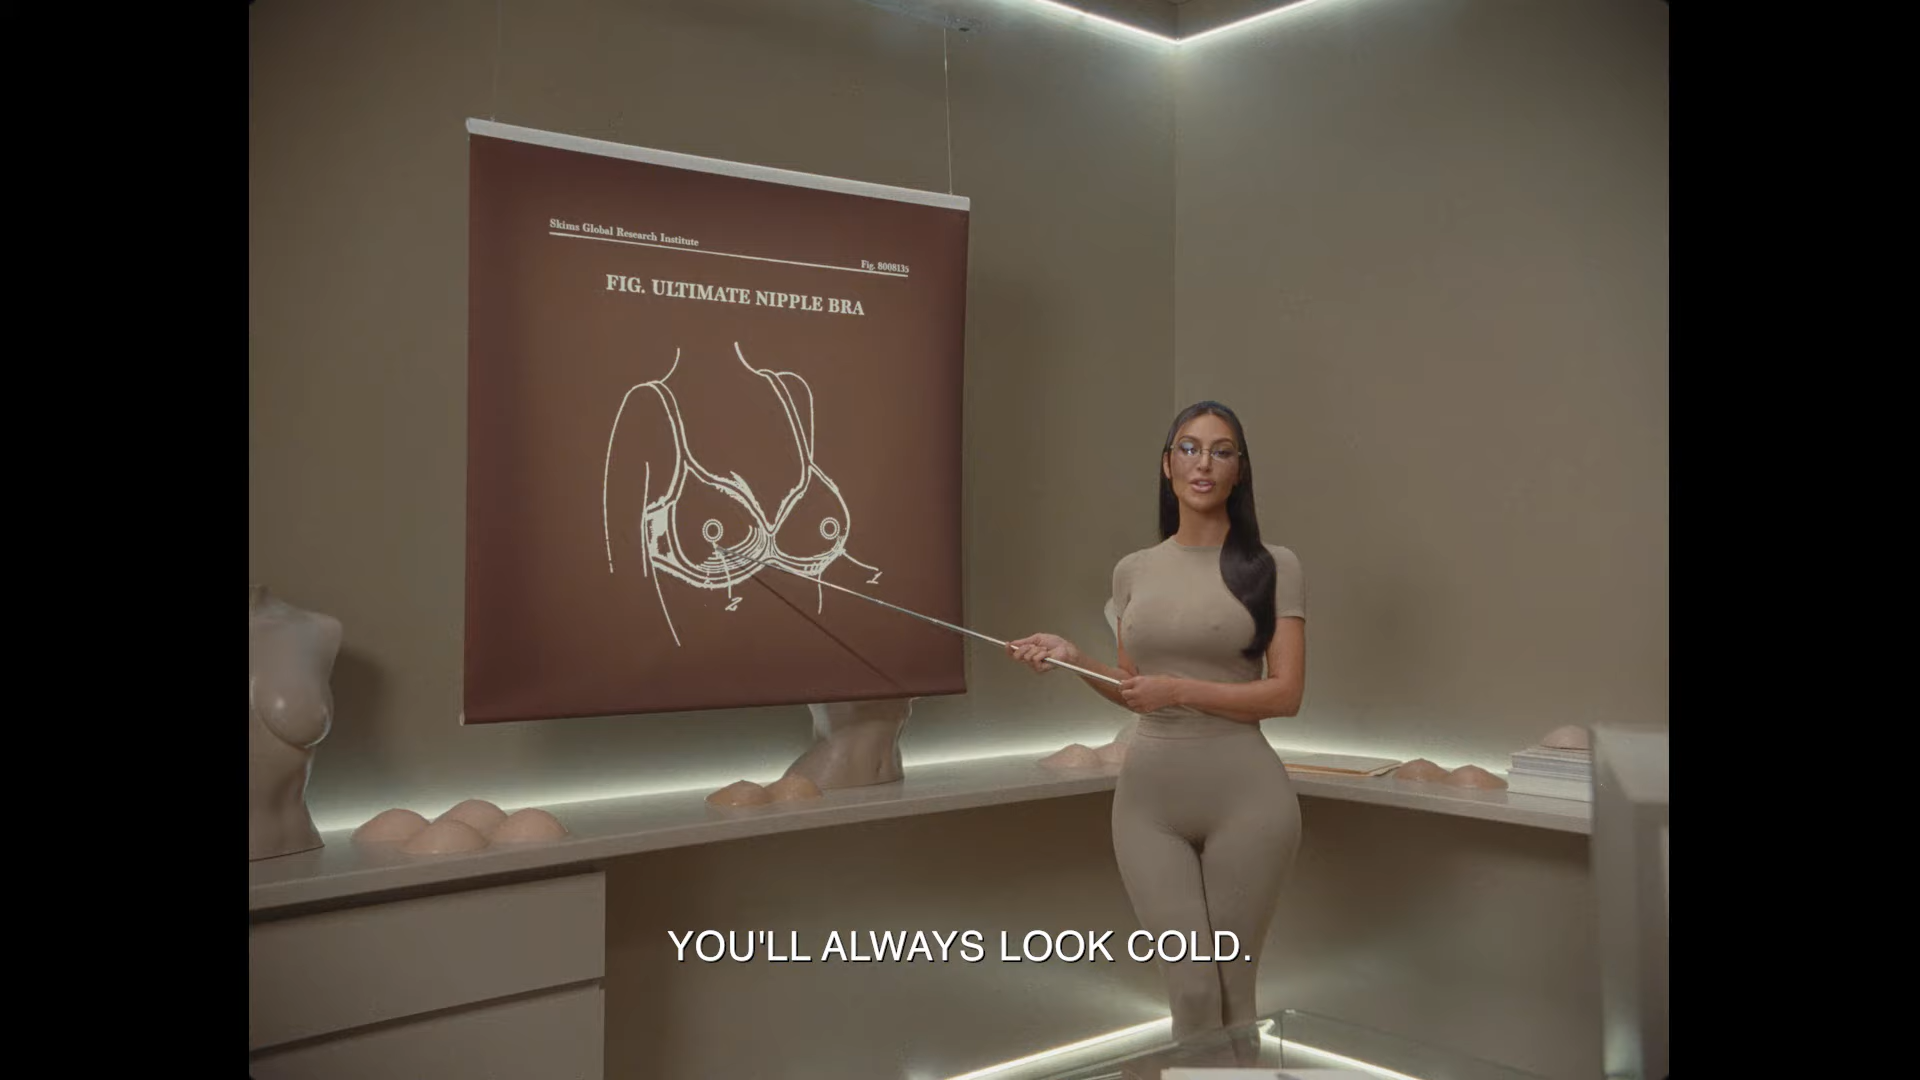 Skims Global Research Institute
Fig. 8008135
FIG. ULTIMATE NIPPLE BRA
1
2
YOU'LL ALWAYS LOOK COLD.